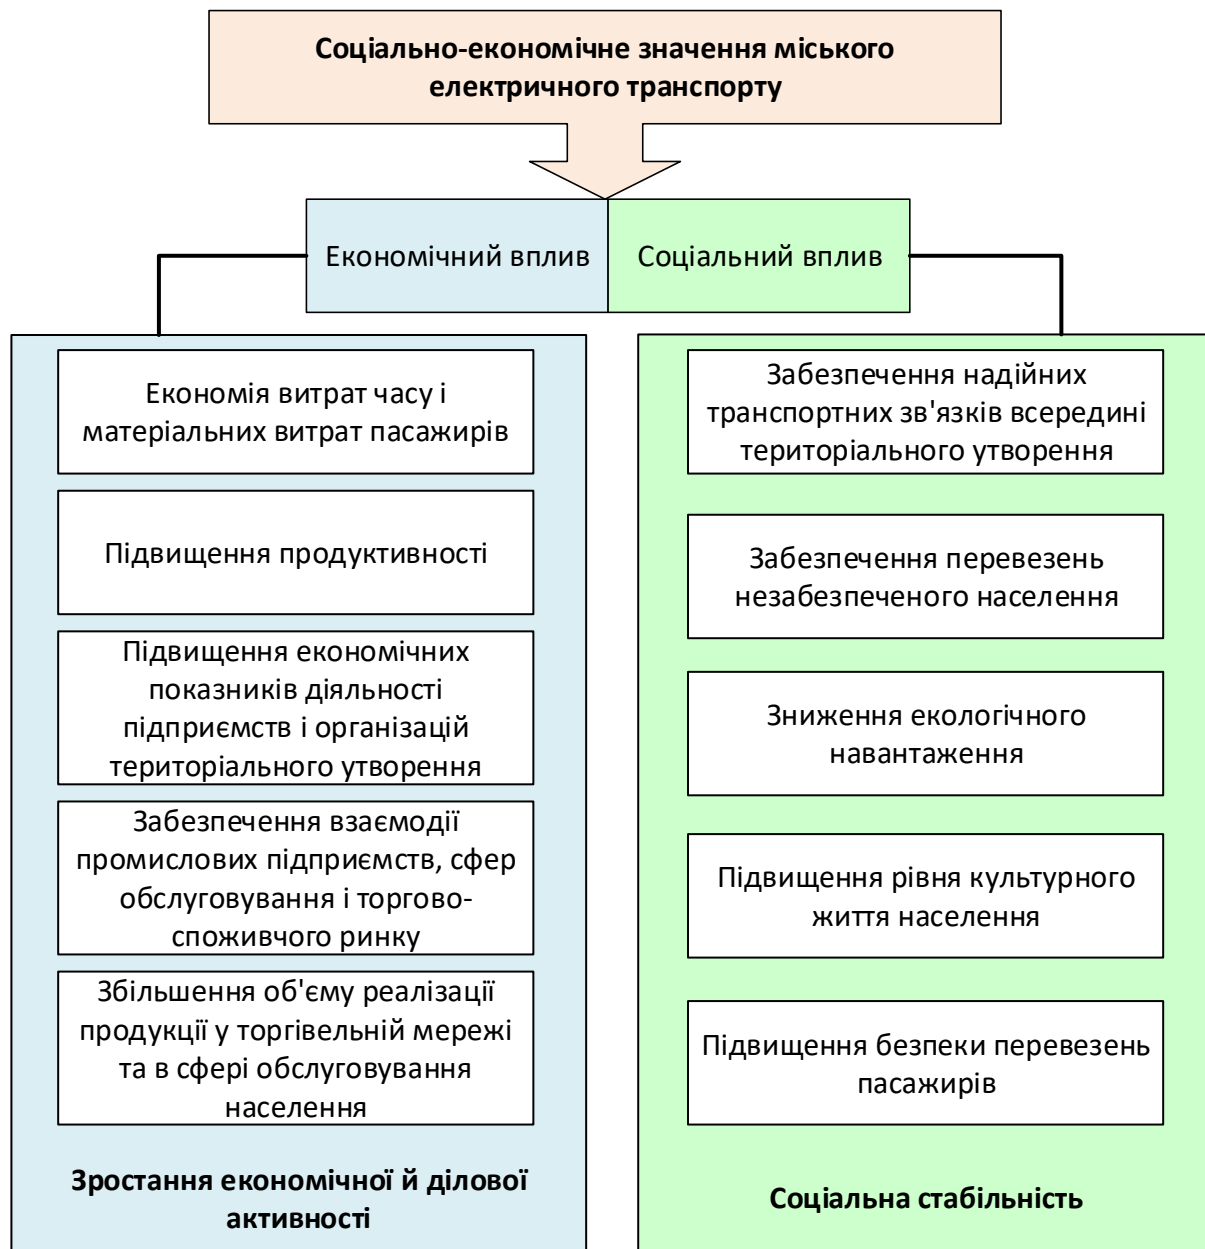 Соціально-економічне значення міського
електричного транспорту
Економічний вплив
Соціальний вплив
Економія витрат часу і
матеріальних витрат пасажирів
Підвищення продуктивності
Підвищення економічних
показників діяльності
підприємств і організацій
територіального утворення
Забезпечення взаємодії
промислових підприємств, сфер
обслуговування і торгово-
споживчого ринку
Збільшення об'єму реалізації
продукції у торгівельній мережі
та в сфері обслуговування
населення
Зростання економічної й ділової
активності
Забезпечення надійних
транспортних зв'язків всередині
територіального утворення
Забезпечення перевезень
незабезпеченого населення
Зниження екологічного
навантаження
Підвищення рівня культурного
життя населення
Підвищення безпеки перевезень
пасажирів
Соціальна стабільність